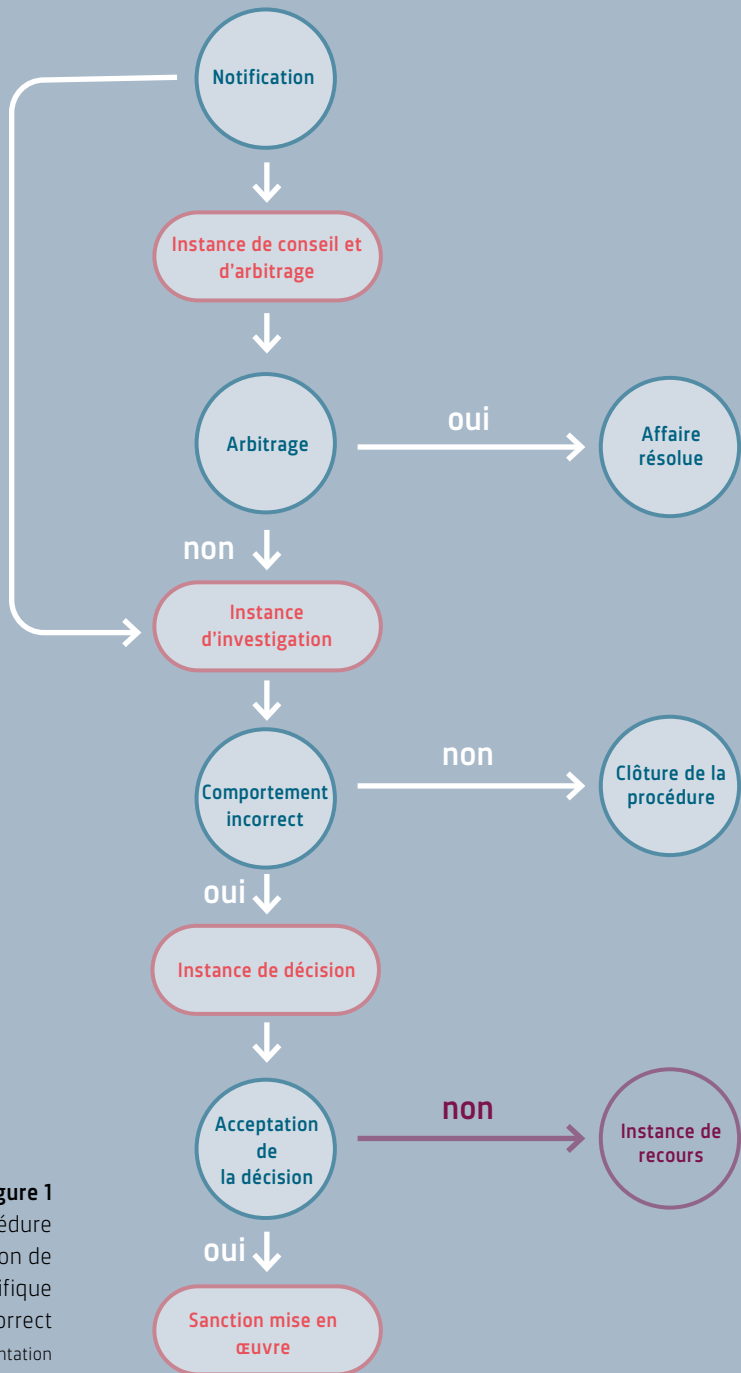 Notification
Instance de conseil et
d'arbitrage
Arbitrage
oui
Affaire
résolue
non
Instance
d'investigation
Comportement
incorrect
non
Clôture de la
procédure
oui
Instance de décision
Acceptation
de
la décision
non
Instance de
recours
oui
Sanction mise en
œuvre
gure 1
édure
on de
ifique
orrect
ntation